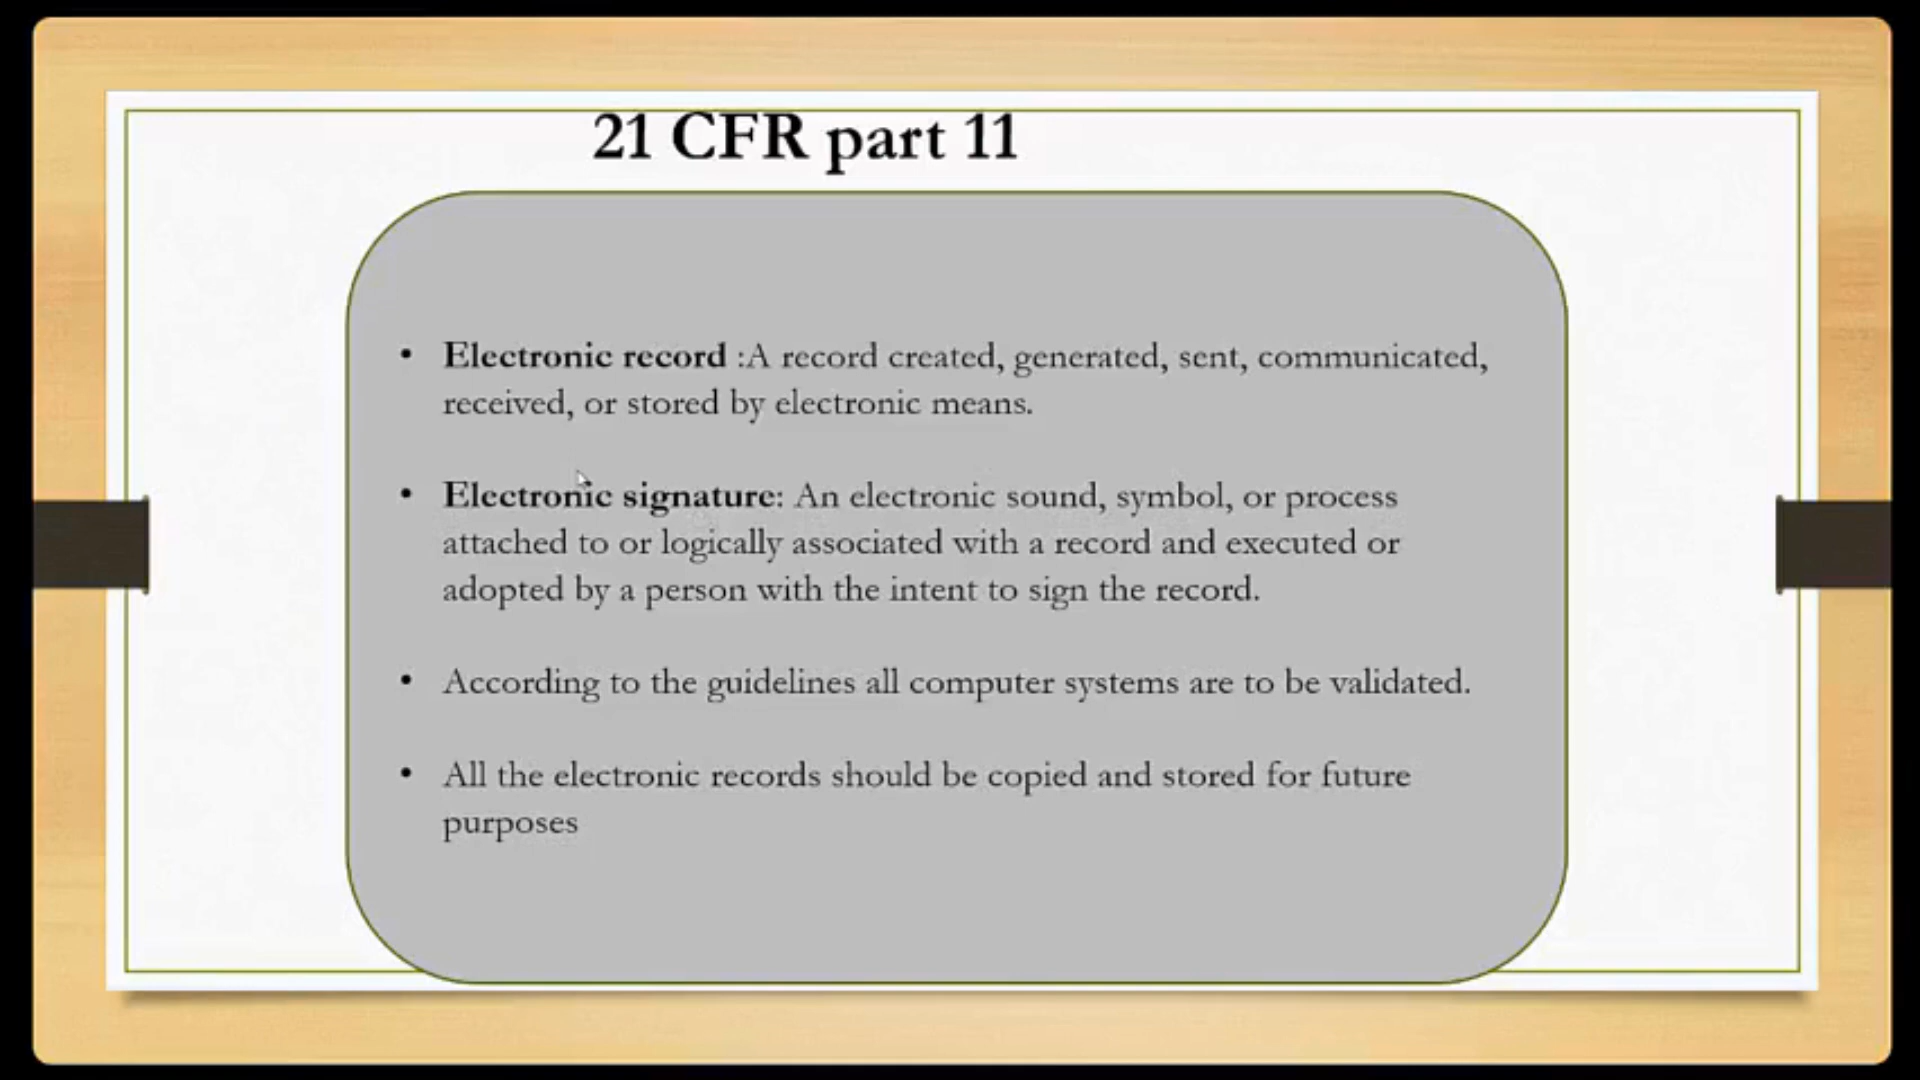 21 CFR part 11
• Electronic record :A record created, generated, sent, communicated,
received, or stored by electronic means.
• Electronic signature: An electronic sound, symbol, or process
attached to or logically associated with a record and executed or
adopted by a person with the intent to sign the record.
• According to the guidelines all computer systems are to be validated.
• All the electronic records should be copied and stored for future
purposes